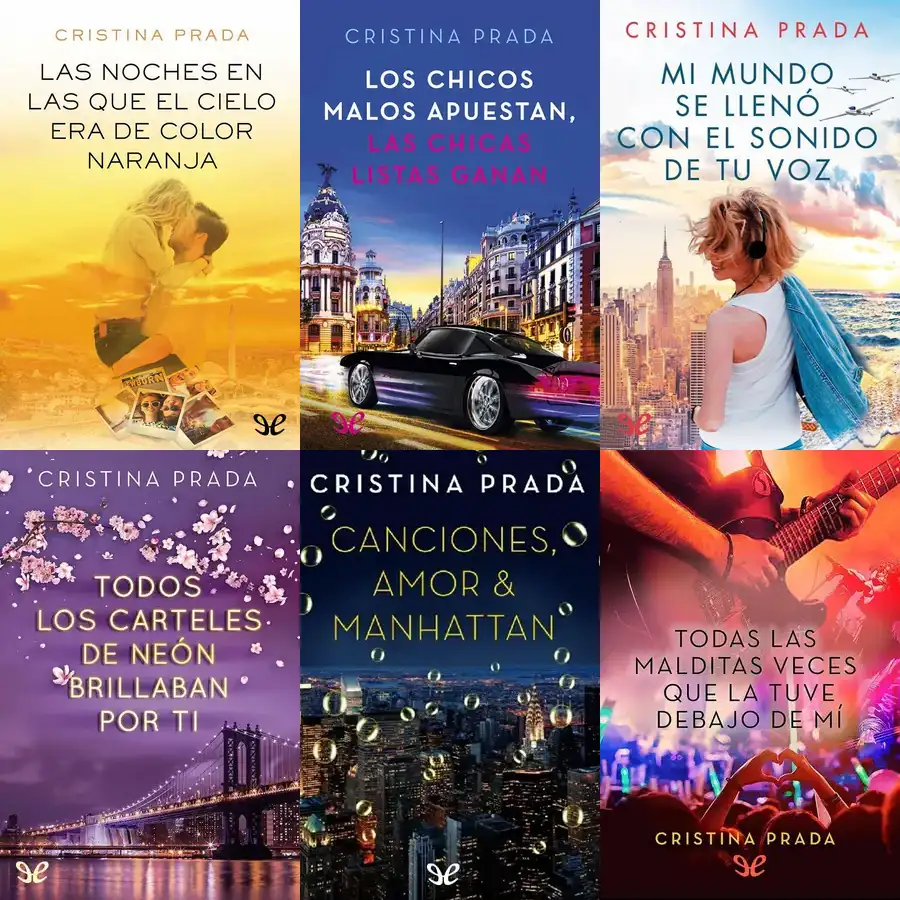 CRISTINA PRADA
LAS NOCHES EN
LAS QUE EL CIELO
ERA DE COLOR
NARANJA
CRISTINA PRADA
LOS CHICOS
MALOS APUESTAN,
LAS CHICAS
LISTAS GANAN
CRISTINA PRADA
MI MUNDO
SE LLENÓ
CON EL SONIDO
DE TU VOZ
CRISTINA PRADA
TODOS
LOS CARTELES
DE NEÓN
BRILLABAN
POR TI
CRISTINA PRADA
CANCIONES,
AMOR &
MANHATTAN
TODAS LAS
MALDITAS VECES
QUE LA TUVE
DEBAJO DE MÍ
CRISTINA PRADA